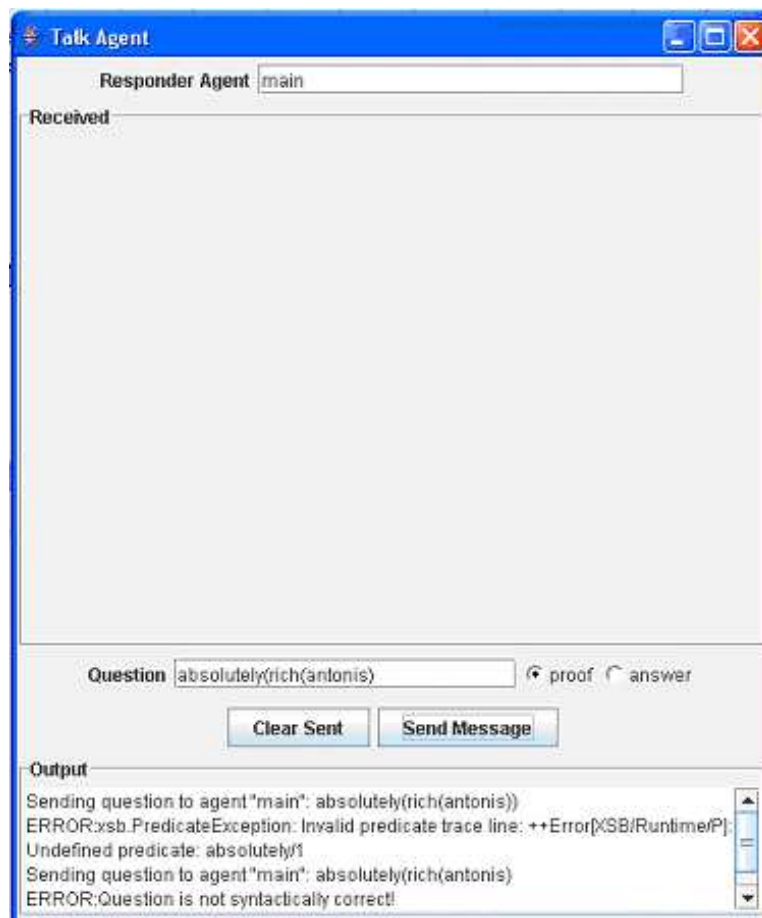 Talk Agent
Responder Agent main
Received
Question absolutely(rich(antonis) proof answer
Clear Sent Send Message
Output
Sending question to agent "main": absolutely(rich(antonis))
ERROR:xsb.PredicateException: Invalid predicate trace line: ++Error[XSB/Runtime/P]:
Undefined predicate: absolutely/1
Sending question to agent "main": absolutely(rich(antonis)
ERROR:Question is not syntactically correct!